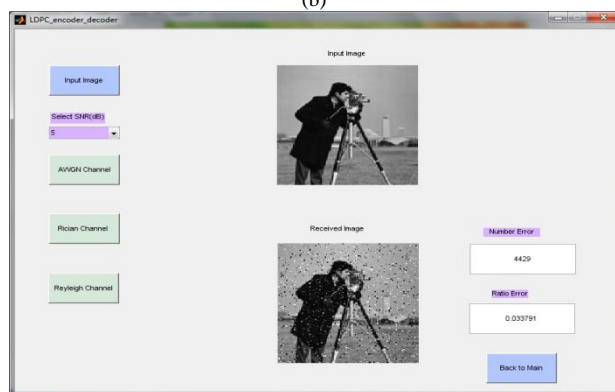 (b)
LDPC_encoder_decoder
Input Image
Input Image
Select SNR(dB)
5
AWGN Channel
Rician Channel
Reyleigh Channel
Received Image
Number Error
4429
Ratio Error
0.033791
Back to Main